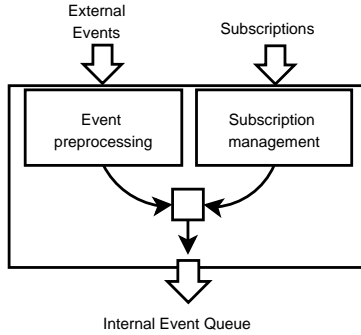 External
Events
Subscriptions
Event
preprocessing
Subscription
management
Internal Event Queue